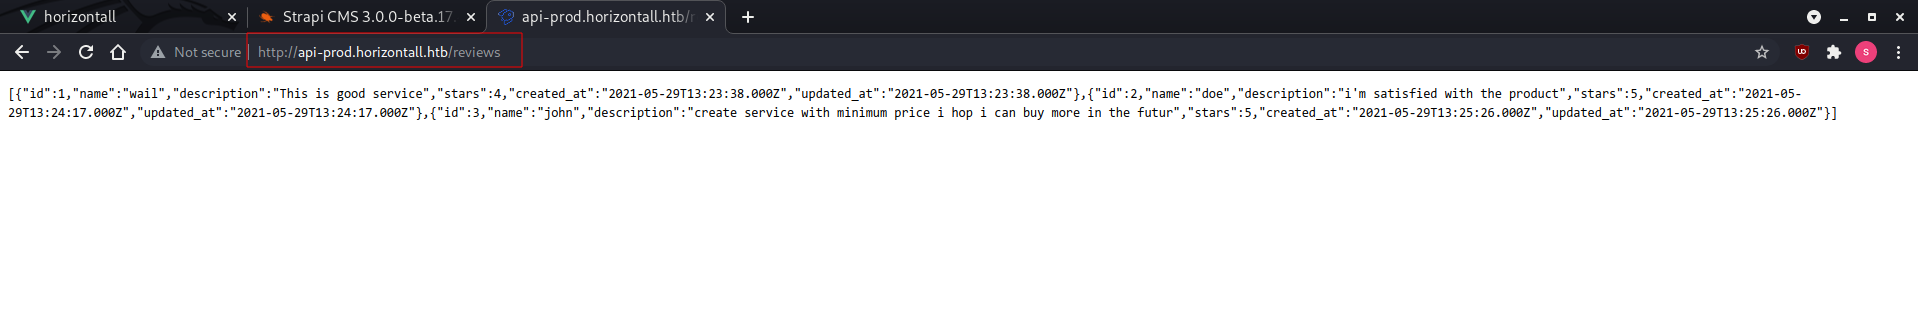 horizontall
Strapi CMS 3.0.0-beta.17.
api-prod.horizontall.htb/r
Not secure
http://api-prod.horizontall.htb/reviews
UO
S
[{"id":1,"name":"wail","description":"This is good service","stars":4,"created_at":"2021-05-29T13:23:38.000Z","updated_at":"2021-05-29T13:23:38.000Z"},{"id":2,"name":"doe","description":"i'm satisfied with the product","stars":5,"created_at":"2021-05-
29T13:24:17.000Z","updated_at":"2021-05-29T13:24:17.000Z"},{"id":3,"name":"john","description":"create service with minimum price i hop i can buy more in the futur","stars":5,"created_at":"2021-05-29T13:25:26.000Z","updated_at":"2021-05-29T13:25:26.000Z"}]